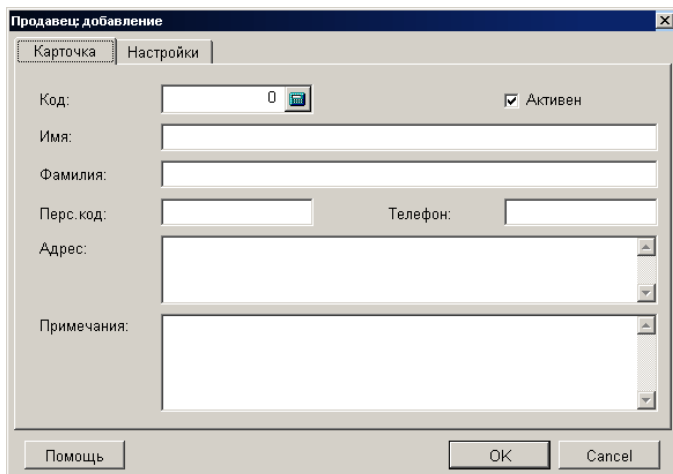 Продавец: добавление
Карточка Настройки
Код: 0 Активен
Имя:
Фамилия:
Перс.код: Телефон:
Адрес:
Примечания:
Помощь OK Cancel